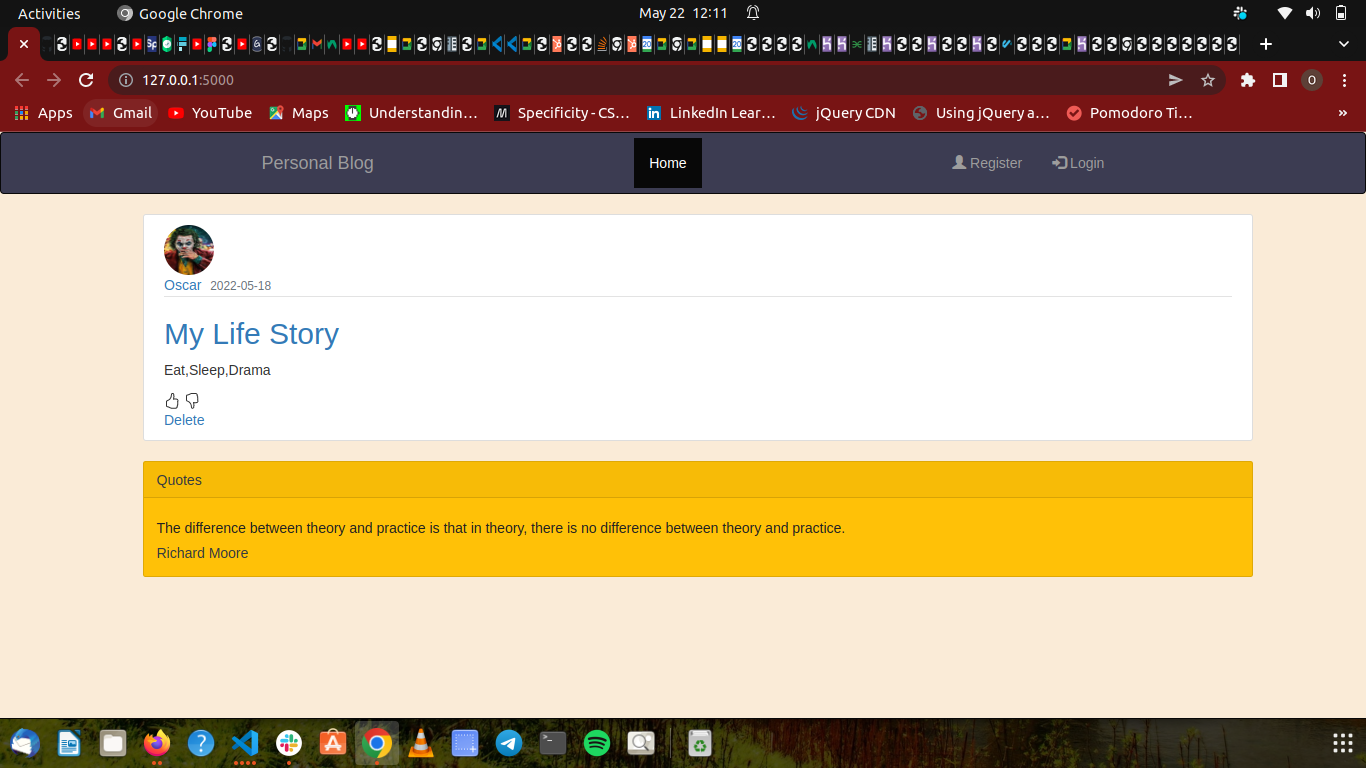 Activities Google Chrome May 22 12:11
127.0.0.1:5000 O
Apps Gmail YouTube Maps Understandin… Specificity - CS… LinkedIn Lear… jQuery CDN Using jQuery a… Pomodoro Ti… »
Personal Blog Home Register Login
Oscar 2022-05-18
My Life Story
Eat,Sleep,Drama
Delete
Quotes
The difference between theory and practice is that in theory, there is no difference between theory and practice.
Richard Moore